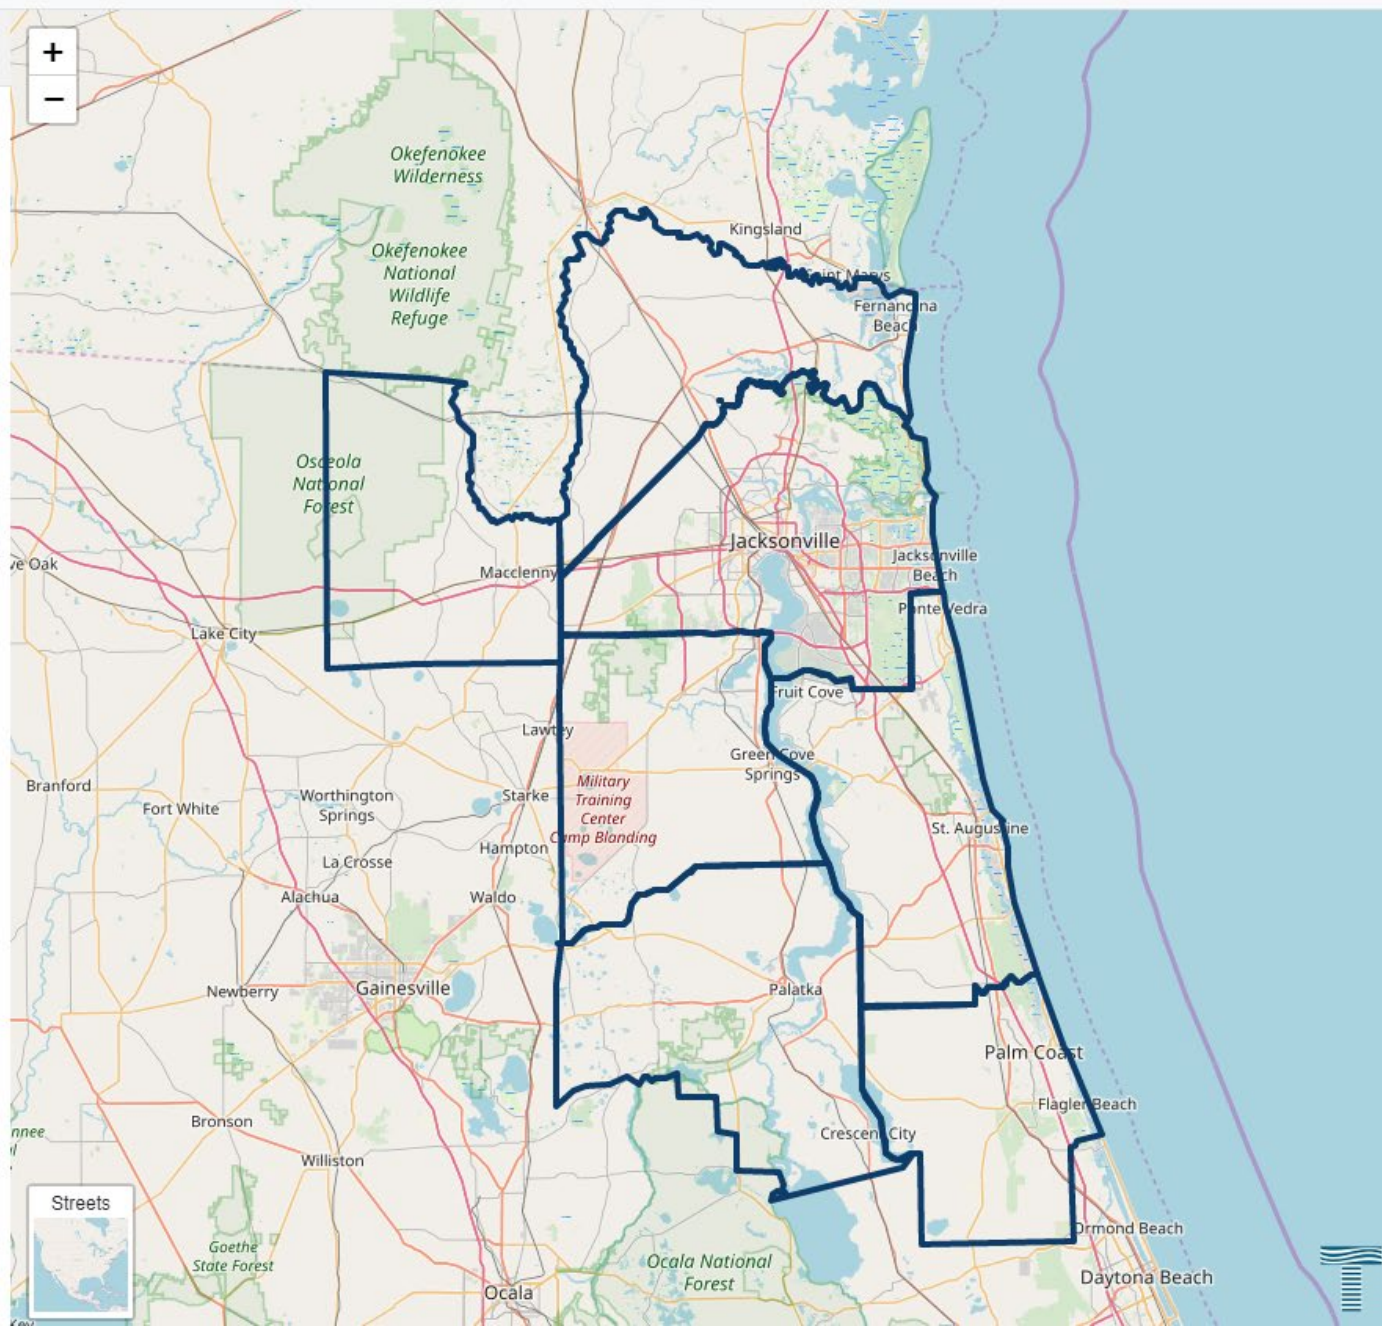 +
−
Okefenokee
Wilderness
Kingsland
Okefenokee
National
Wildlife
Refuge
Saint Marys
Fernandina
Beach
Osceola
National
Forest
Jacksonville
Jacksonville
Beach
ve Oak
Macclenny
Ponte Vedra
Lake City
Fruit Cove
Lawtey
Green Cove
Springs
Branford
Fort White
Worthington
Springs
Starke
Military
Training
Center
Camp Blanding
St. Augustine
Hampton
La Crosse
Alachua
Waldo
Newberry
Gainesville
Palatka
Palm Coast
Flagler Beach
Bronson
Crescent City
nnee
Williston
Streets
Ormond Beach
Goethe
State Forest
Ocala National
Forest
Daytona Beach
Ocala
Key